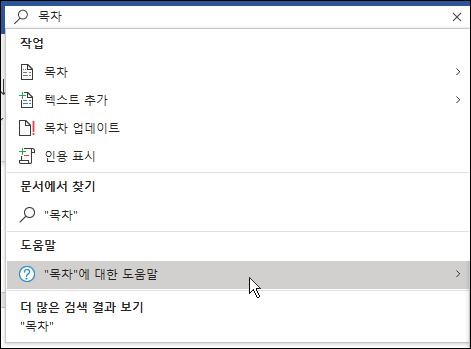 목차
작업
목차
텍스트 추가
목차 업데이트
인용 표시
문서에서 찾기
"목차"
도움말
"목차"에 대한 도움말
더 많은 검색 결과 보기
"목차"